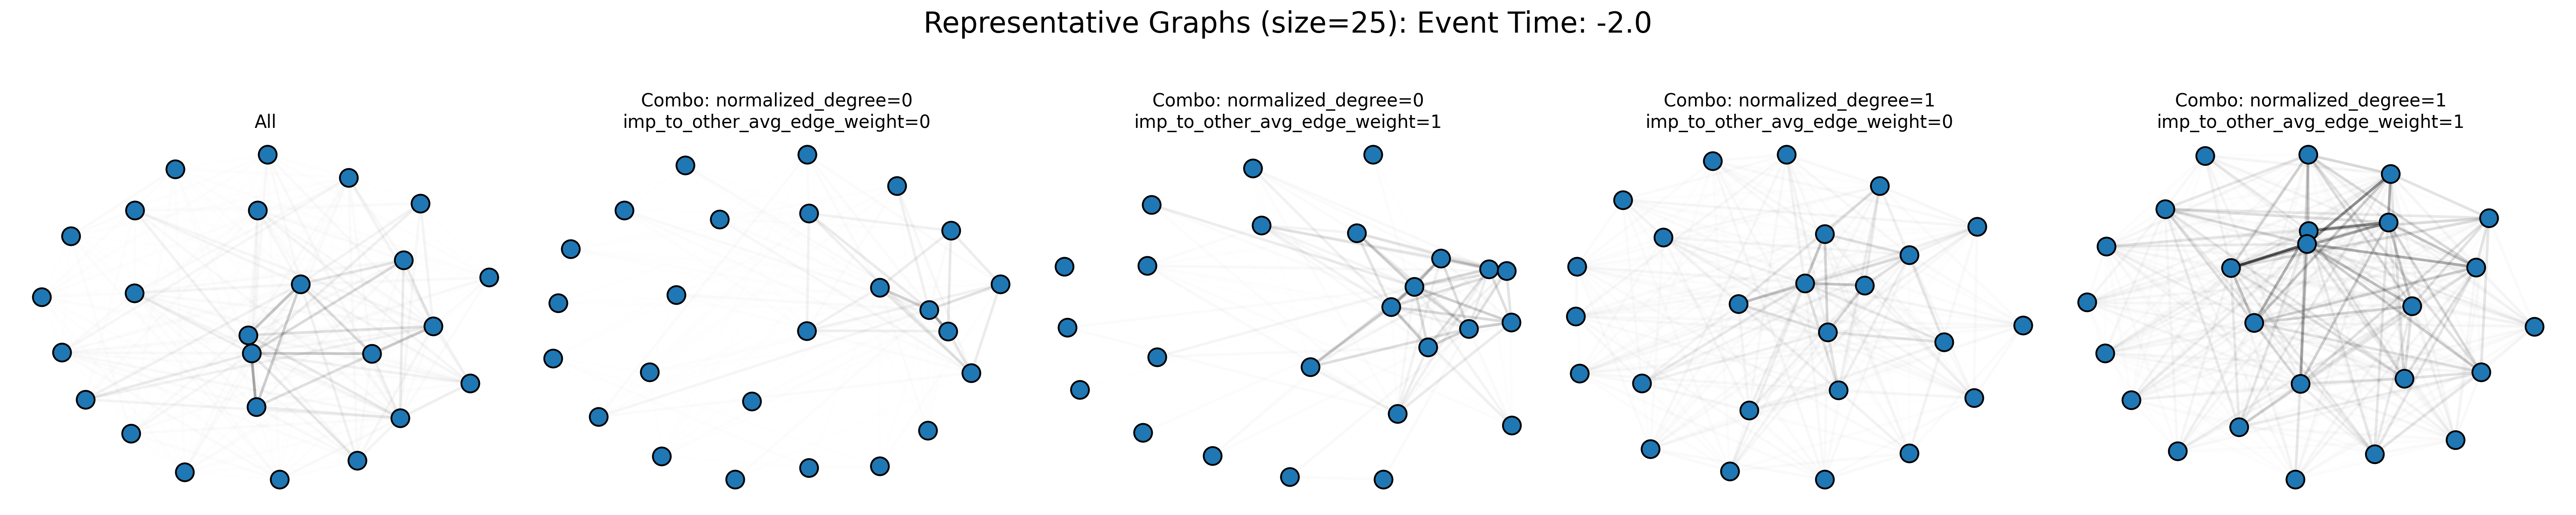 Representative Graphs (size=25): Event Time: -2.0
All
Combo: normalized_degree=0
imp_to_other_avg_edge_weight=0
Combo: normalized_degree=0
imp_to_other_avg_edge_weight=1
Combo: normalized_degree=1
imp_to_other_avg_edge_weight=0
Combo: normalized_degree=1
imp_to_other_avg_edge_weight=1